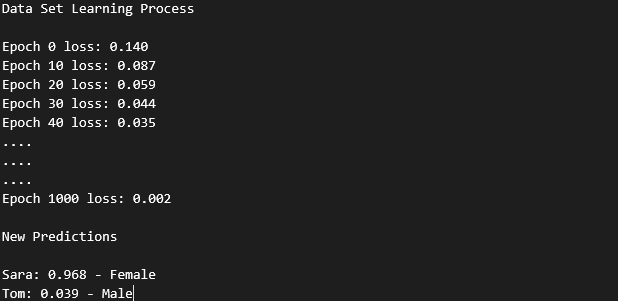 Data Set Learning Process
Epoch 0 loss: 0.140
Epoch 10 loss: 0.087
Epoch 20 loss: 0.059
Epoch 30 loss: 0.044
Epoch 40 loss: 0.035
....
....
....
Epoch 1000 loss: 0.002
New Predictions
Sara: 0.968 - Female
Tom: 0.039 - Male